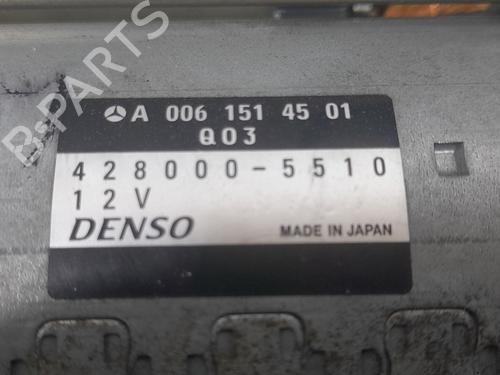 A 006 151 45 01
Q03
428000-5510
12V
DENSO MADE IN JAPAN
B-Parts